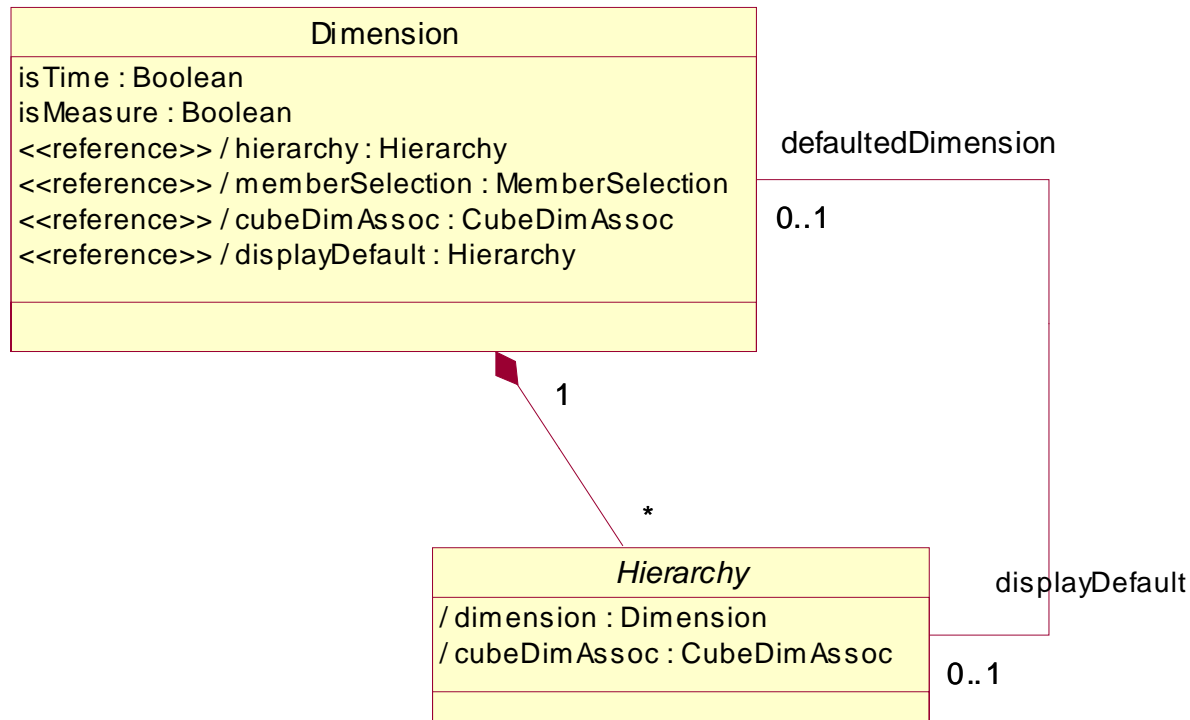 Dimension
isTime : Boolean
isMeasure : Boolean
<<reference>> / hierarchy : Hierarchy
<<reference>> / memberSelection : MemberSelection
<<reference>> / cubeDimAssoc : CubeDimAssoc
<<reference>> / displayDefault : Hierarchy
defaultedDimension
0..1
1
*
Hierarchy
/ dimension : Dimension
/ cubeDimAssoc : CubeDimAssoc
displayDefault
0..1